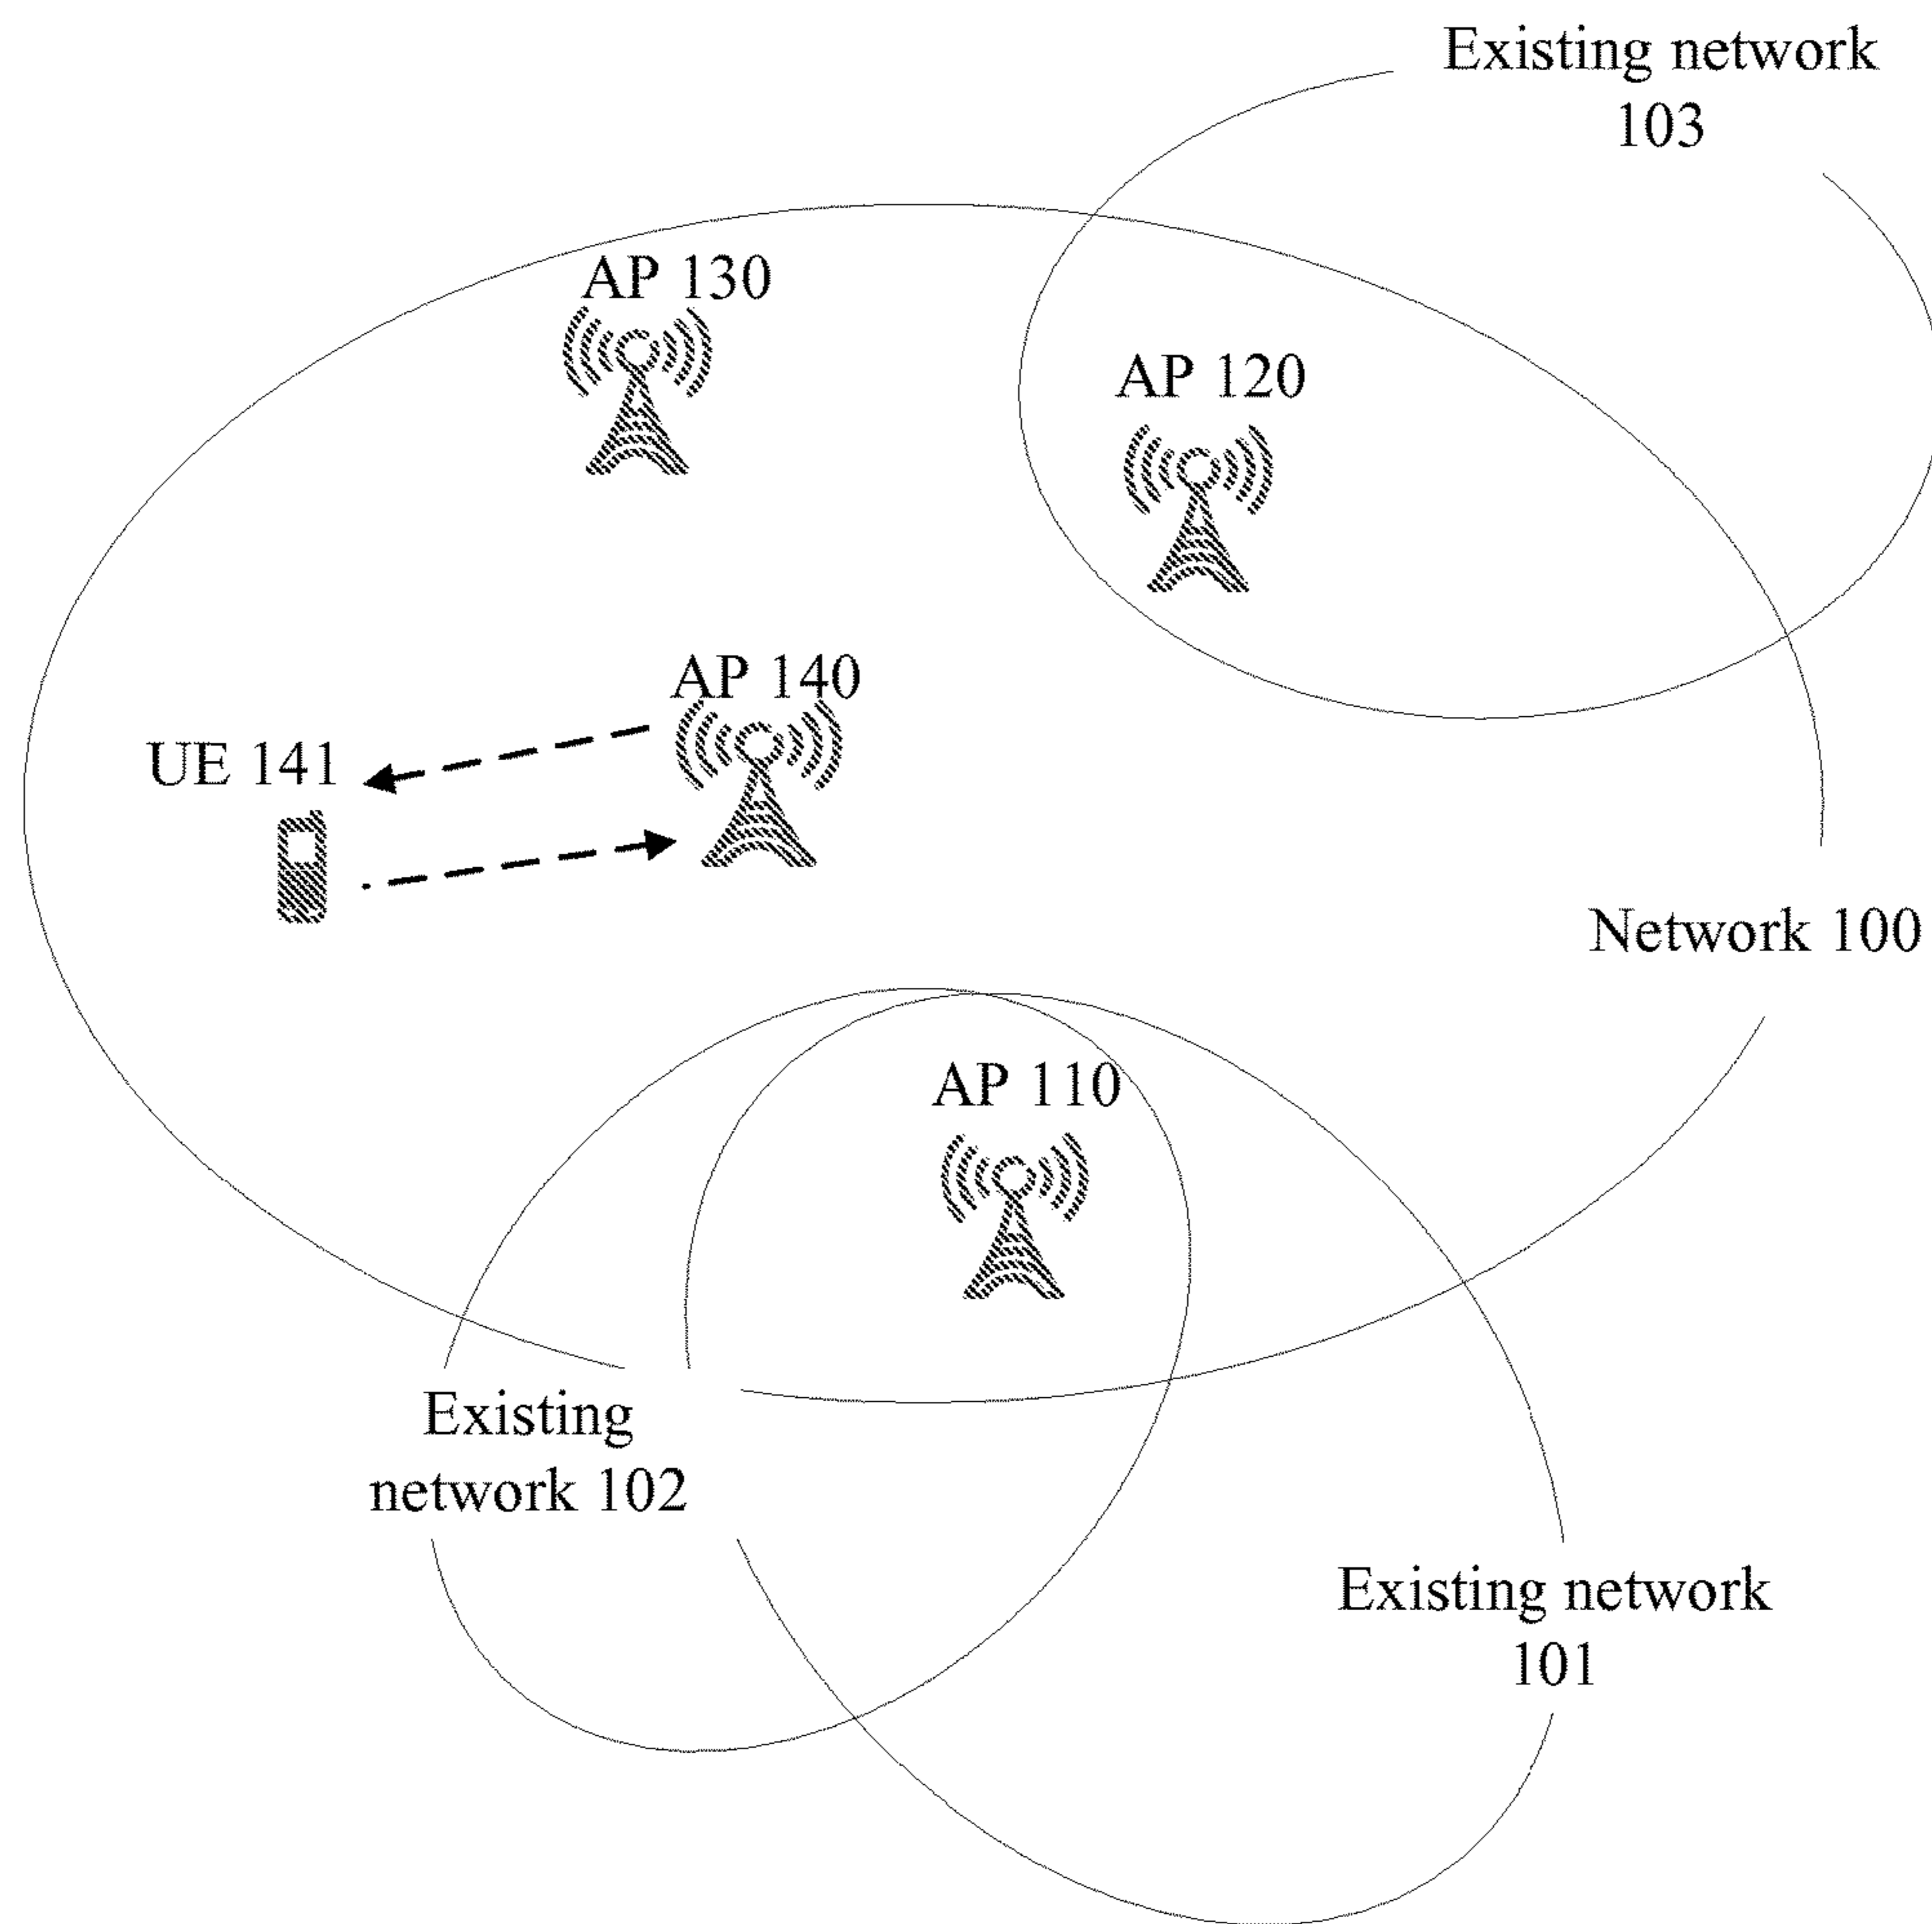 Existing network
103
AP 130
AP 120
AP 140
UE 141
Network 100
AP 110
Existing
network 102
Existing network
101